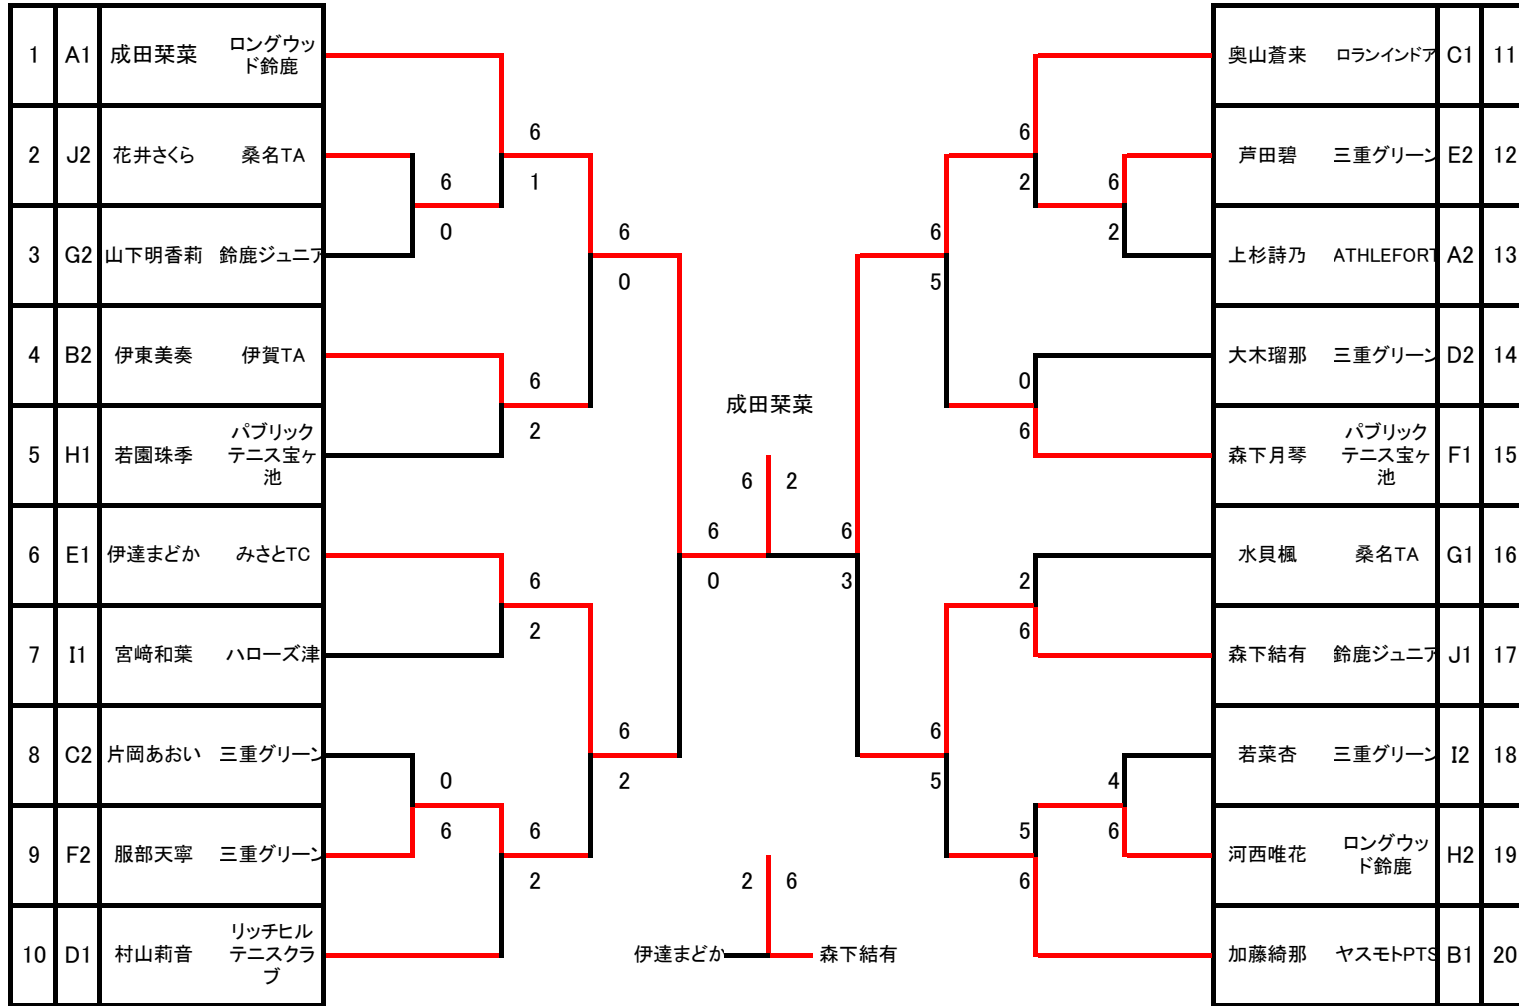 1 A1 成田栞菜 ロングウッ
ド鈴鹿
2 J2 花井さくら 桑名TA
3 G2 山下明香莉 鈴鹿ジュニア
4 B2 伊東美奏 伊賀TA
5 H1 若園珠季 パブリック
テニス宝ヶ
池
6 E1 伊達まどか みさとTC
7 I1 宮﨑和葉 ハローズ津
8 C2 片岡あおい 三重グリーン
9 F2 服部天寧 三重グリーン
10 D1 村山莉音 リッチヒル
テニスクラ
ブ
6
1
6
0
6
0
6
2
6
2
6
2
0
6
6
2
6
0
成田栞菜
6 2
2 6
伊達まどか 森下結有
6
3
6
5
6
2
6
2
0
6
2
6
6
5
4
6
5
6
奥山蒼来 ロランインドア C1 11
芦田碧 三重グリーン E2 12
上杉詩乃 ATHLEFORT A2 13
大木瑠那 三重グリーン D2 14
森下月琴 パブリック
テニス宝ヶ
池 F1 15
水貝楓 桑名TA G1 16
森下結有 鈴鹿ジュニア J1 17
若菜杏 三重グリーン I2 18
河西唯花 ロングウッ
ド鈴鹿 H2 19
加藤綺那 ヤスモトPTS B1 20